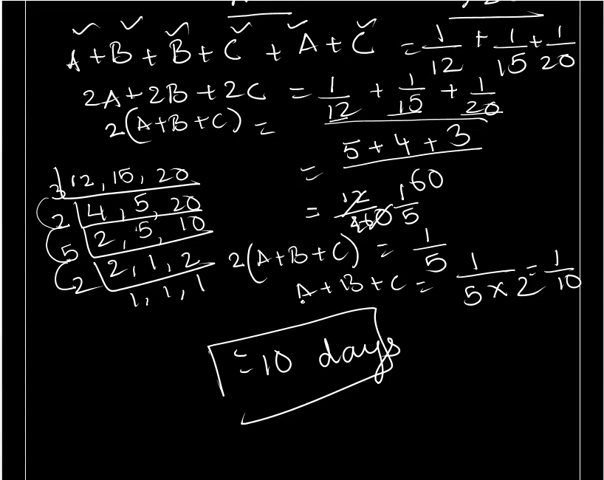 A + B + B + C + A + C = 1/12 + 1/15 + 1/20
2A + 2B + 2C = 1/12 + 1/15 + 1/20
2(A + B + C) =
5 + 4 + 3
= 60
3 | 12, 15, 20
2 | 4, 5, 20
5 | 2, 5, 10
2 | 2, 1, 2
1, 1, 1
= 12/60 1/5
2(A + B + C) = 1/5
A + B + C = 1/5 × 2 = 1/10
= 10 days